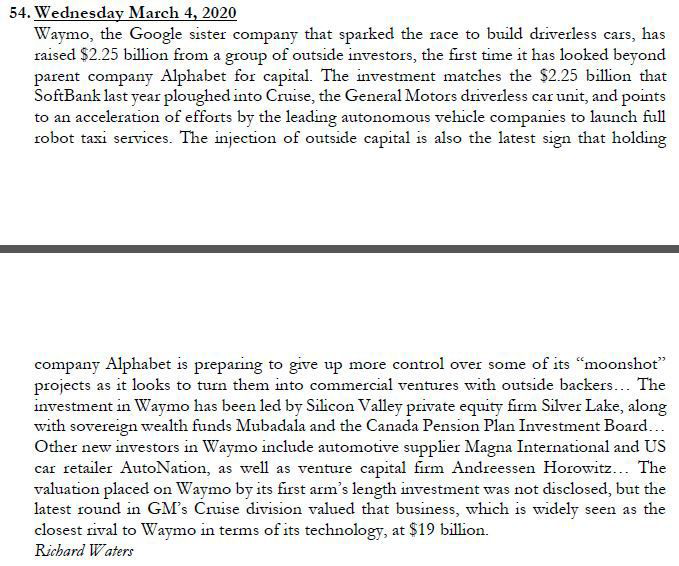 54. Wednesday March 4, 2020
Waymo, the Google sister company that sparked the race to build driverless cars, has
raised $2.25 billion from a group of outside investors, the first time it has looked beyond
parent company Alphabet for capital. The investment matches the $2.25 billion that
SoftBank last year ploughed into Cruise, the General Motors driverless car unit, and points
to an acceleration of efforts by the leading autonomous vehicle companies to launch full
robot taxi services. The injection of outside capital is also the latest sign that holding
company Alphabet is preparing to give up more control over some of its “moonshot”
projects as it looks to turn them into commercial ventures with outside backers… The
investment in Waymo has been led by Silicon Valley private equity firm Silver Lake, along
with sovereign wealth funds Mubadala and the Canada Pension Plan Investment Board…
Other new investors in Waymo include automotive supplier Magna International and US
car retailer AutoNation, as well as venture capital firm Andreessen Horowitz… The
valuation placed on Waymo by its first arm’s length investment was not disclosed, but the
latest round in GM’s Cruise division valued that business, which is widely seen as the
closest rival to Waymo in terms of its technology, at $19 billion.
Richard Waters